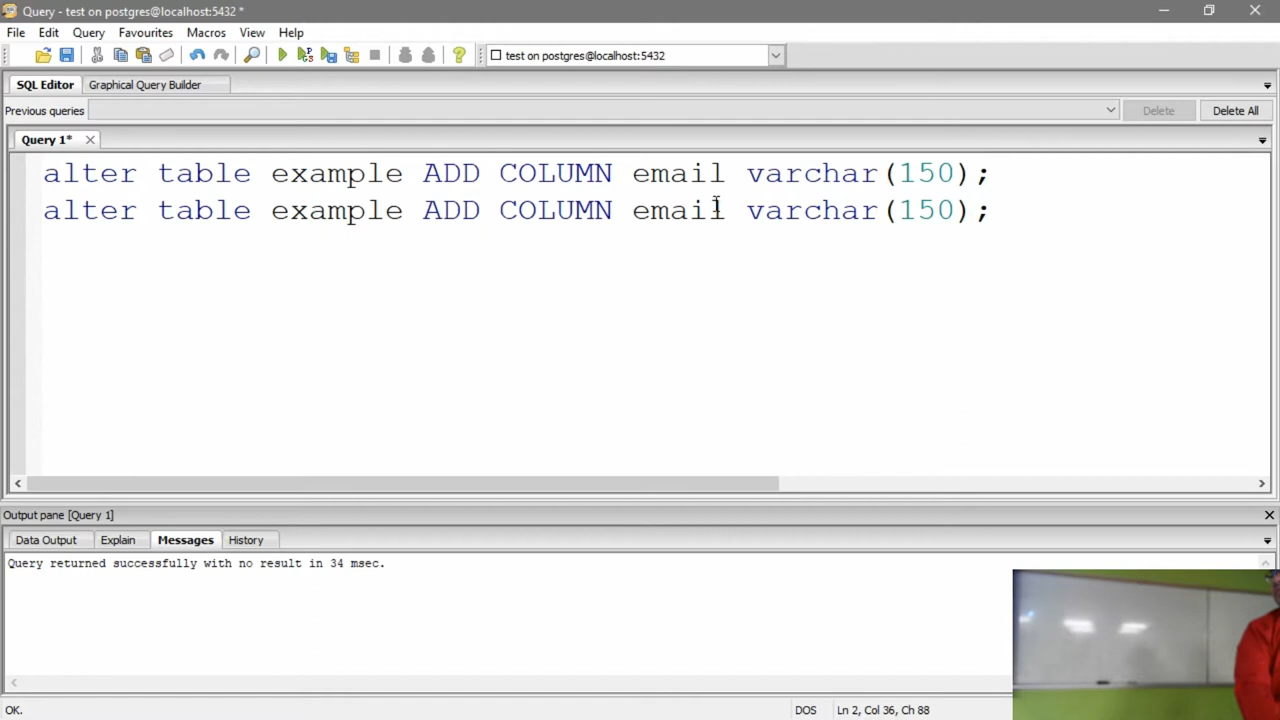 Query - test on postgres@localhost:5432 *
File Edit Query Favourites Macros View Help
test on postgres@localhost:5432
SQL Editor Graphical Query Builder
Previous queries Delete Delete All
Query 1*
alter table example ADD COLUMN email varchar(150);
alter table example ADD COLUMN email varchar(150);
Output pane [Query 1]
Data Output Explain Messages History
Query returned successfully with no result in 34 msec.
OK. DOS Ln 2, Col 36, Ch 88